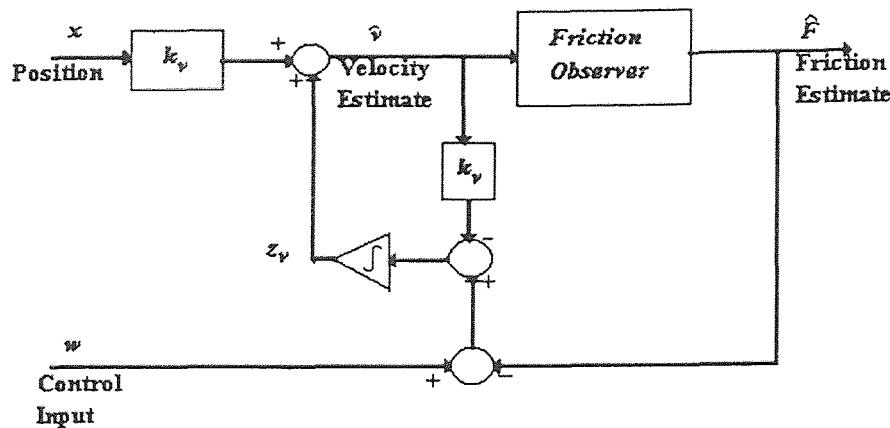 x
Position
k_v
+
+
v̂
Velocity
Estimate
Friction
Observer
F̂
Friction
Estimate
k_v
-
z_v
∫
+
w
Control
Input
+
-